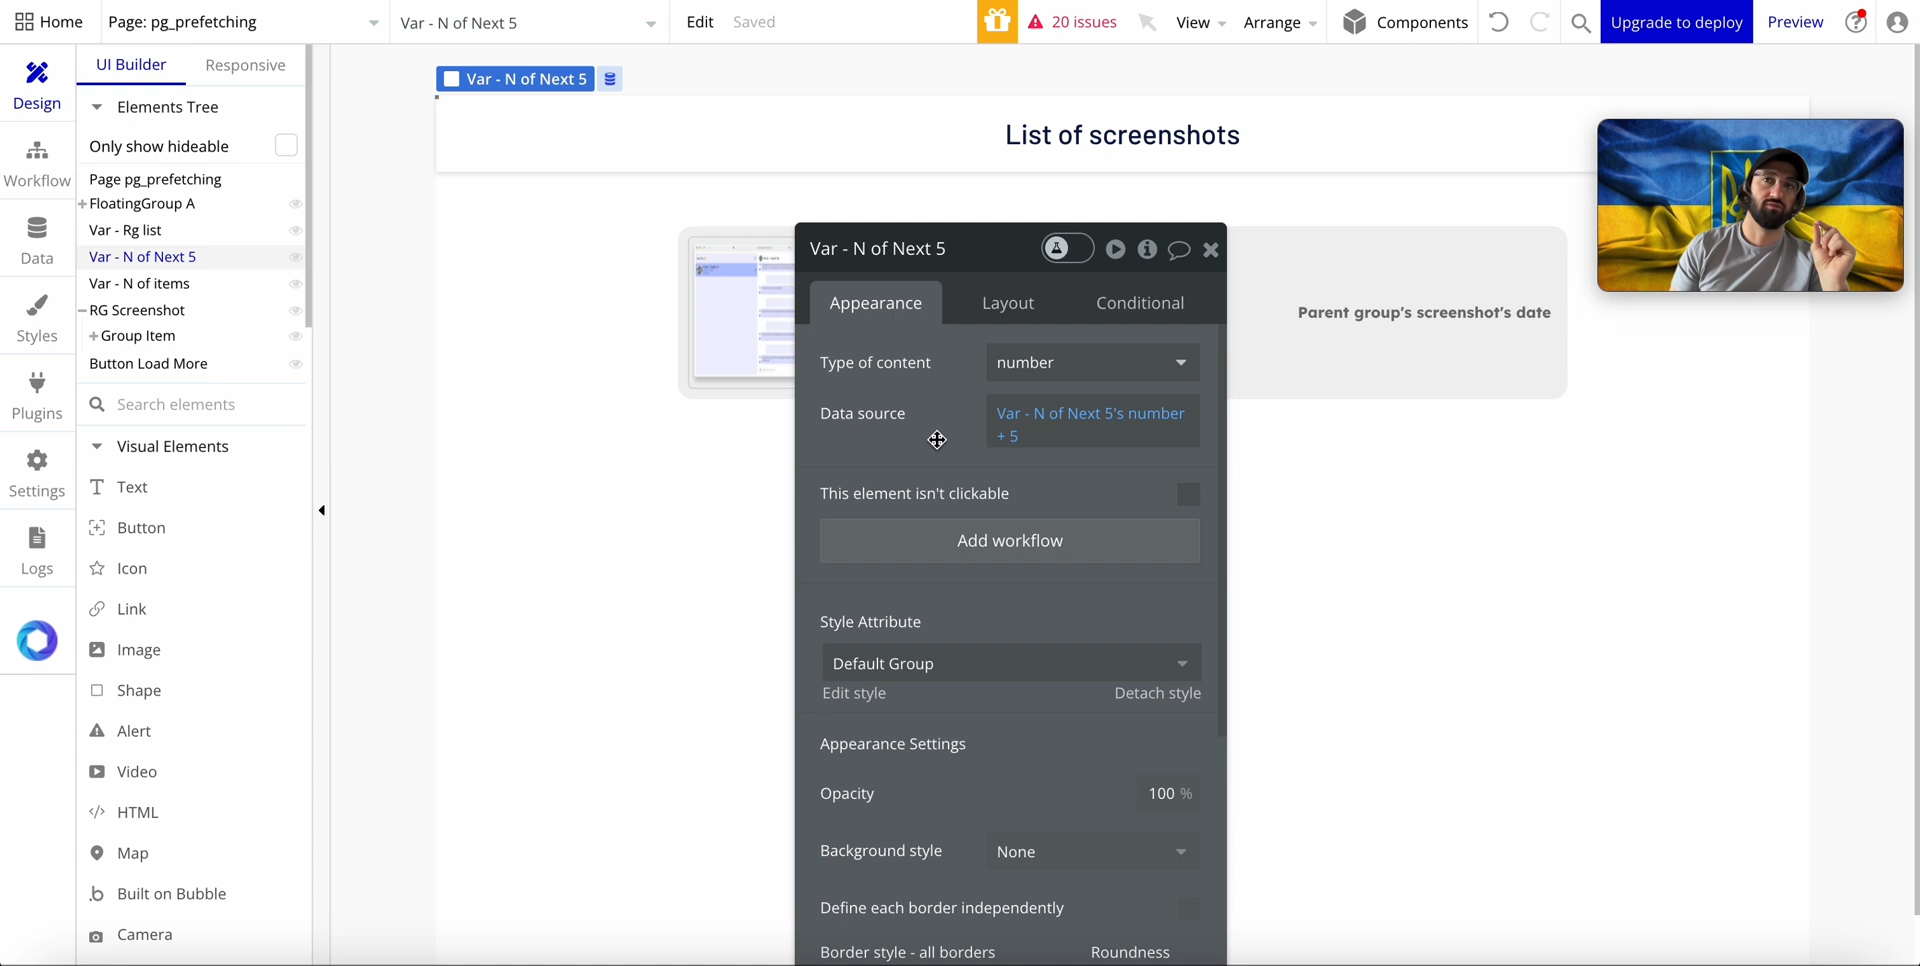 Home
Page: pg_prefetching
Var - N of Next 5
Edit
Saved
20 issues
View
Arrange
Components
Upgrade to deploy
Preview
Design
Workflow
Data
Styles
Plugins
Settings
Logs
UI Builder
Responsive
Elements Tree
Only show hideable
Page pg_prefetching
FloatingGroup A
Var - Rg list
Var - N of Next 5
Var - N of items
RG Screenshot
Group Item
Button Load More
Search elements
Visual Elements
Text
Button
Icon
Link
Image
Shape
Alert
Video
HTML
Map
Built on Bubble
Camera
Var - N of Next 5
List of screenshots
Parent group's screenshot's date
Var - N of Next 5
Appearance
Layout
Conditional
Type of content
number
Data source
Var - N of Next 5's number
+ 5
This element isn't clickable
Add workflow
Style Attribute
Default Group
Edit style
Detach style
Appearance Settings
Opacity
100 %
Background style
None
Define each border independently
Border style - all borders
Roundness